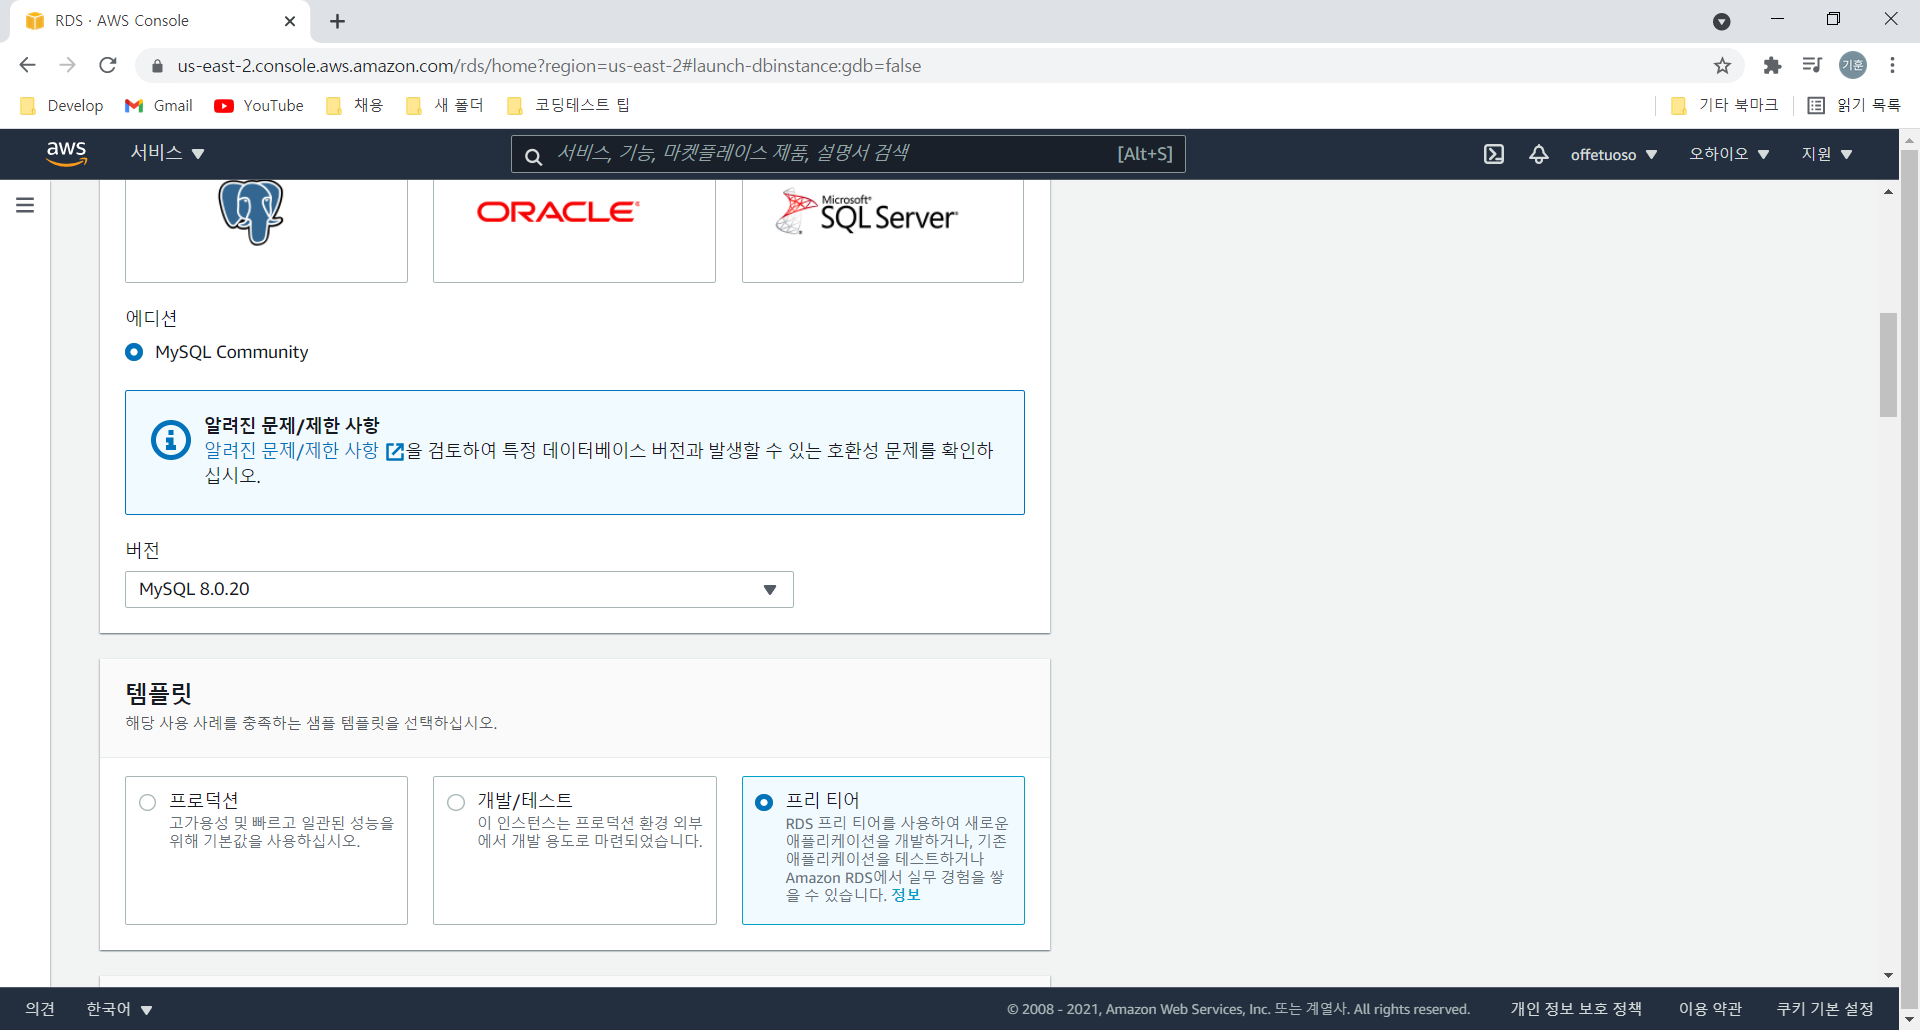 RDS · AWS Console
us-east-2.console.aws.amazon.com/rds/home?region=us-east-2#launch-dbinstance:gdb=false
기훈
Develop Gmail YouTube 채용 새 폴더 코딩테스트 팁 기타 북마크 읽기 목록
aws 서비스 서비스, 기능, 마켓플레이스 제품, 설명서 검색 [Alt+S] offetuoso 오하이오 지원
ORACLE
Microsoft
SQL Server
에디션
MySQL Community
알려진 문제/제한 사항
알려진 문제/제한 사항 을 검토하여 특정 데이터베이스 버전과 발생할 수 있는 호환성 문제를 확인하
십시오.
버전
MySQL 8.0.20
템플릿
해당 사용 사례를 충족하는 샘플 템플릿을 선택하십시오.
프로덕션
고가용성 및 빠르고 일관된 성능을
위해 기본값을 사용하십시오.
개발/테스트
이 인스턴스는 프로덕션 환경 외부
에서 개발 용도로 마련되었습니다.
프리 티어
RDS 프리 티어를 사용하여 새로운
애플리케이션을 개발하거나, 기존
애플리케이션을 테스트하거나
Amazon RDS에서 실무 경험을 쌓
을 수 있습니다. 정보
의견 한국어 © 2008 - 2021, Amazon Web Services, Inc. 또는 계열사. All rights reserved. 개인 정보 보호 정책 이용 약관 쿠키 기본 설정